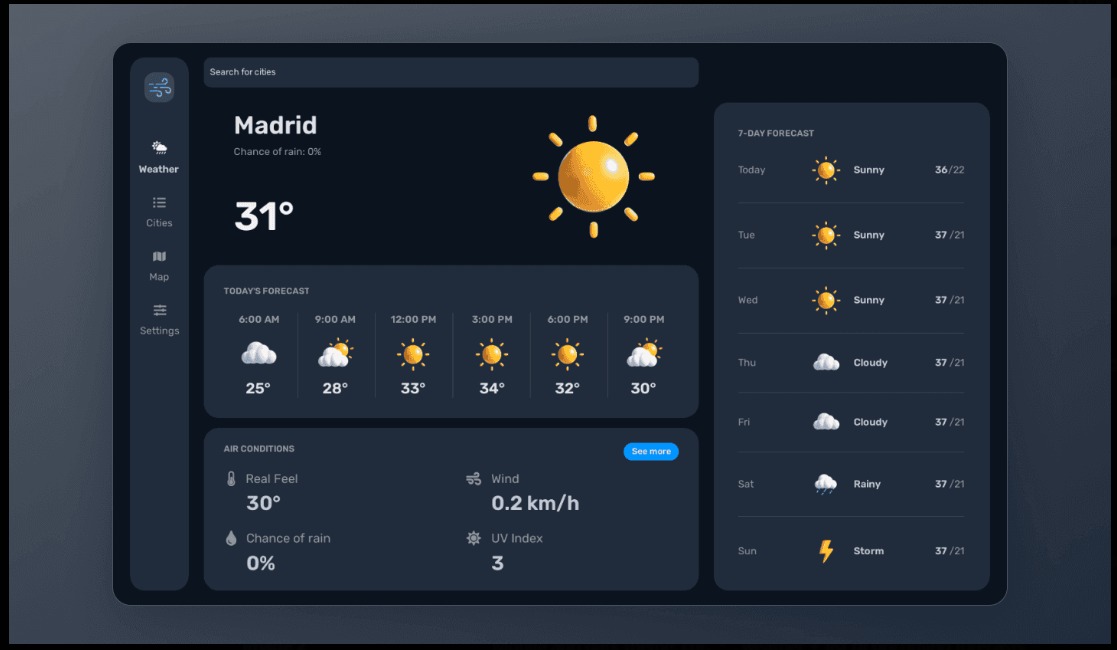 Search for cities
Weather
Cities
Map
Settings
Madrid
Chance of rain: 0%
31°
TODAY'S FORECAST
6:00 AM 9:00 AM 12:00 PM 3:00 PM 6:00 PM 9:00 PM
25° 28° 33° 34° 32° 30°
AIR CONDITIONS
See more
Real Feel
30°
Wind
0.2 km/h
Chance of rain
0%
UV Index
3
7-DAY FORECAST
Today Sunny 36/22
Tue Sunny 37 /21
Wed Sunny 37 /21
Thu Cloudy 37 /21
Fri Cloudy 37 /21
Sat Rainy 37 /21
Sun Storm 37 /21